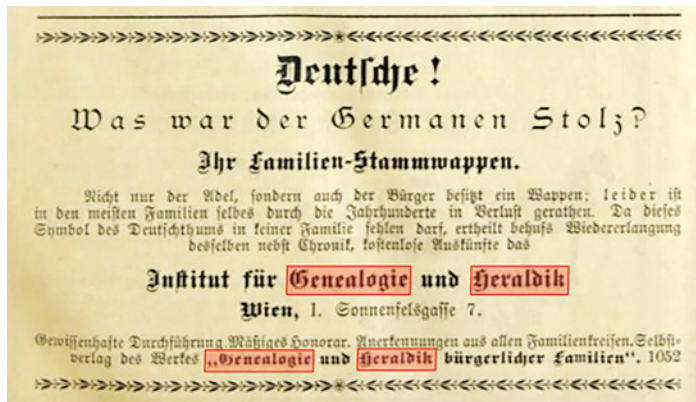 Deutsche!
Was war der Germanen Stolz?
Ihr Familien-Stammwappen.
Nicht nur der Adel, sondern auch der Bürger besitzt ein Wappen; leider ist
in den meisten Familien selbes durch die Jahrhunderte in Verlust gerathen. Da dieses
Symbol des Deutschthums in keiner Familie fehlen darf, ertheilt behufs Wiedererlangung
desselben nebst Chronik, kostenlose Auskünfte das
Institut für Genealogie und Heraldik
Wien, I. Sonnenfelsgasse 7.
Gewissenhafte Durchführung. Mäßiges Honorar. Anerkennungen aus allen Familienkreisen. Selbst-
verlag des Werkes „Genealogie und Heraldik bürgerlicher Familien“. 1052